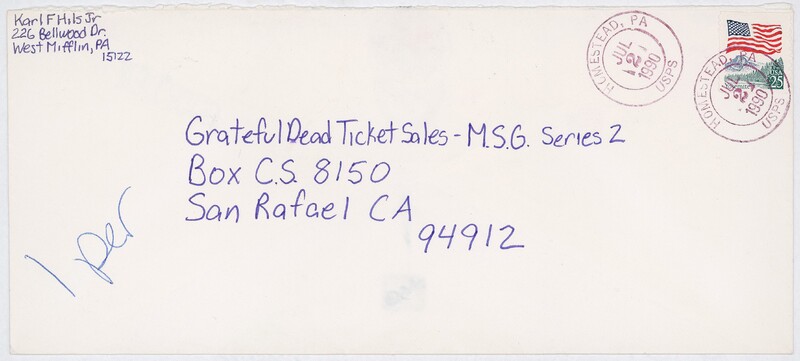 Karl F Hils Jr
226 Bellwood Dr.
West Mifflin, PA
15122
HOMESTEAD, PA
JUL
2
1990
USPS
HOMESTEAD, PA
JUL
2
1990
USPS
USA
25
Grateful Dead Ticket Sales - M.S.G. Series 2
Box C.S. 8150
San Rafael CA
94912
1 per